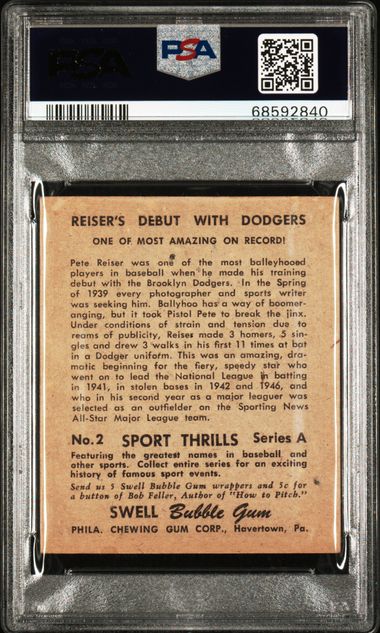 PSA
PSA
68592840
REISER'S DEBUT WITH DODGERS
ONE OF MOST AMAZING ON RECORD!
Pete Reiser was one of the most balleyhooed
players in baseball when he made his training
debut with the Brooklyn Dodgers. In the Spring
of 1939 every photographer and sports writer
was seeking him. Ballyhoo has a way of boomer-
anging, but it took Pistol Pete to break the jinx.
Under conditions of strain and tension due to
reams of publicity, Reises made 3 homers, 5 sin-
gles and drew 3 walks in his first 11 times at bat
in a Dodger uniform. This was an amazing, dra-
matic beginning for the fiery, speedy star who
went on to lead the National League in batting
in 1941, in stolen bases in 1942 and 1946, and
who in his second year as a major leaguer was
selected as an outfielder on the Sporting News
All-Star Major League team.
No. 2 SPORT THRILLS Series A
Featuring the greatest names in baseball and
other sports. Collect entire series for an exciting
history of famous sport events.
Send us 5 Swell Bubble Gum wrappers and 5c for
a button of Bob Feller, Author of "How to Pitch."
SWELL Bubble Gum
PHILA. CHEWING GUM CORP., Havertown, Pa.